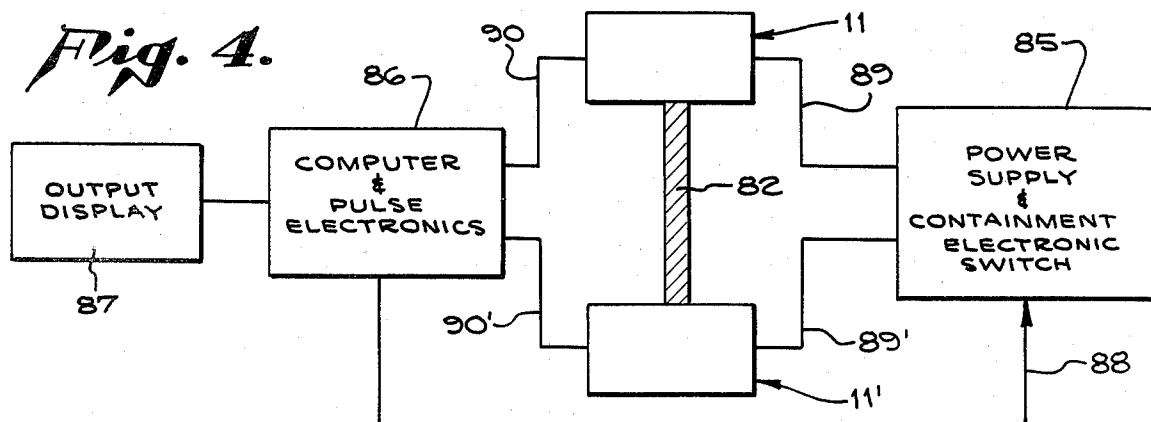 Fig. 4.
90
11
85
86
89
COMPUTER
&
PULSE
ELECTRONICS
POWER
SUPPLY
&
CONTAINMENT
ELECTRONIC
SWITCH
OUTPUT
DISPLAY
82
87
90'
89'
11'
88